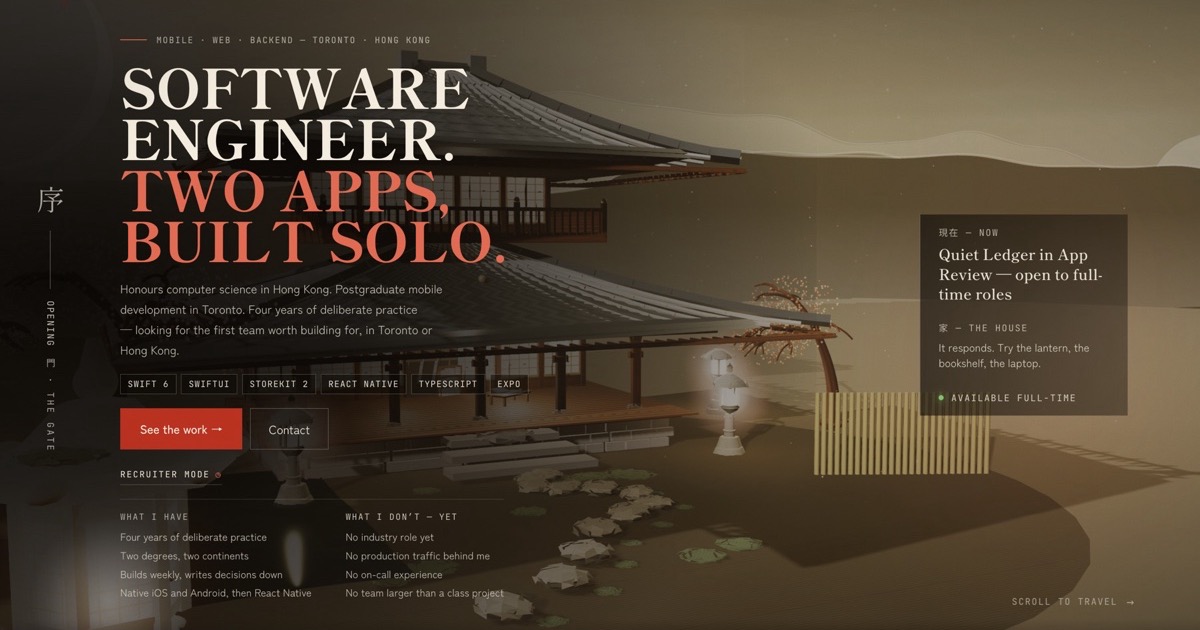 MOBILE · WEB · BACKEND — TORONTO · HONG KONG
SOFTWARE
ENGINEER.
TWO APPS,
BUILT SOLO.
Honours computer science in Hong Kong. Postgraduate mobile
development in Toronto. Four years of deliberate practice
— looking for the first team worth building for, in Toronto or
Hong Kong.
SWIFT 6
SWIFTUI
STOREKIT 2
REACT NATIVE
TYPESCRIPT
EXPO
See the work →
Contact
RECRUITER MODE
WHAT I HAVE
Four years of deliberate practice
Two degrees, two continents
Builds weekly, writes decisions down
Native iOS and Android, then React Native
WHAT I DON'T — YET
No industry role yet
No production traffic behind me
No on-call experience
No team larger than a class project
序
OPENING 門 · THE GATE
現在 — NOW
Quiet Ledger in App
Review — open to full-
time roles
家 — THE HOUSE
It responds. Try the lantern, the
bookshelf, the laptop.
AVAILABLE FULL-TIME
SCROLL TO TRAVEL →